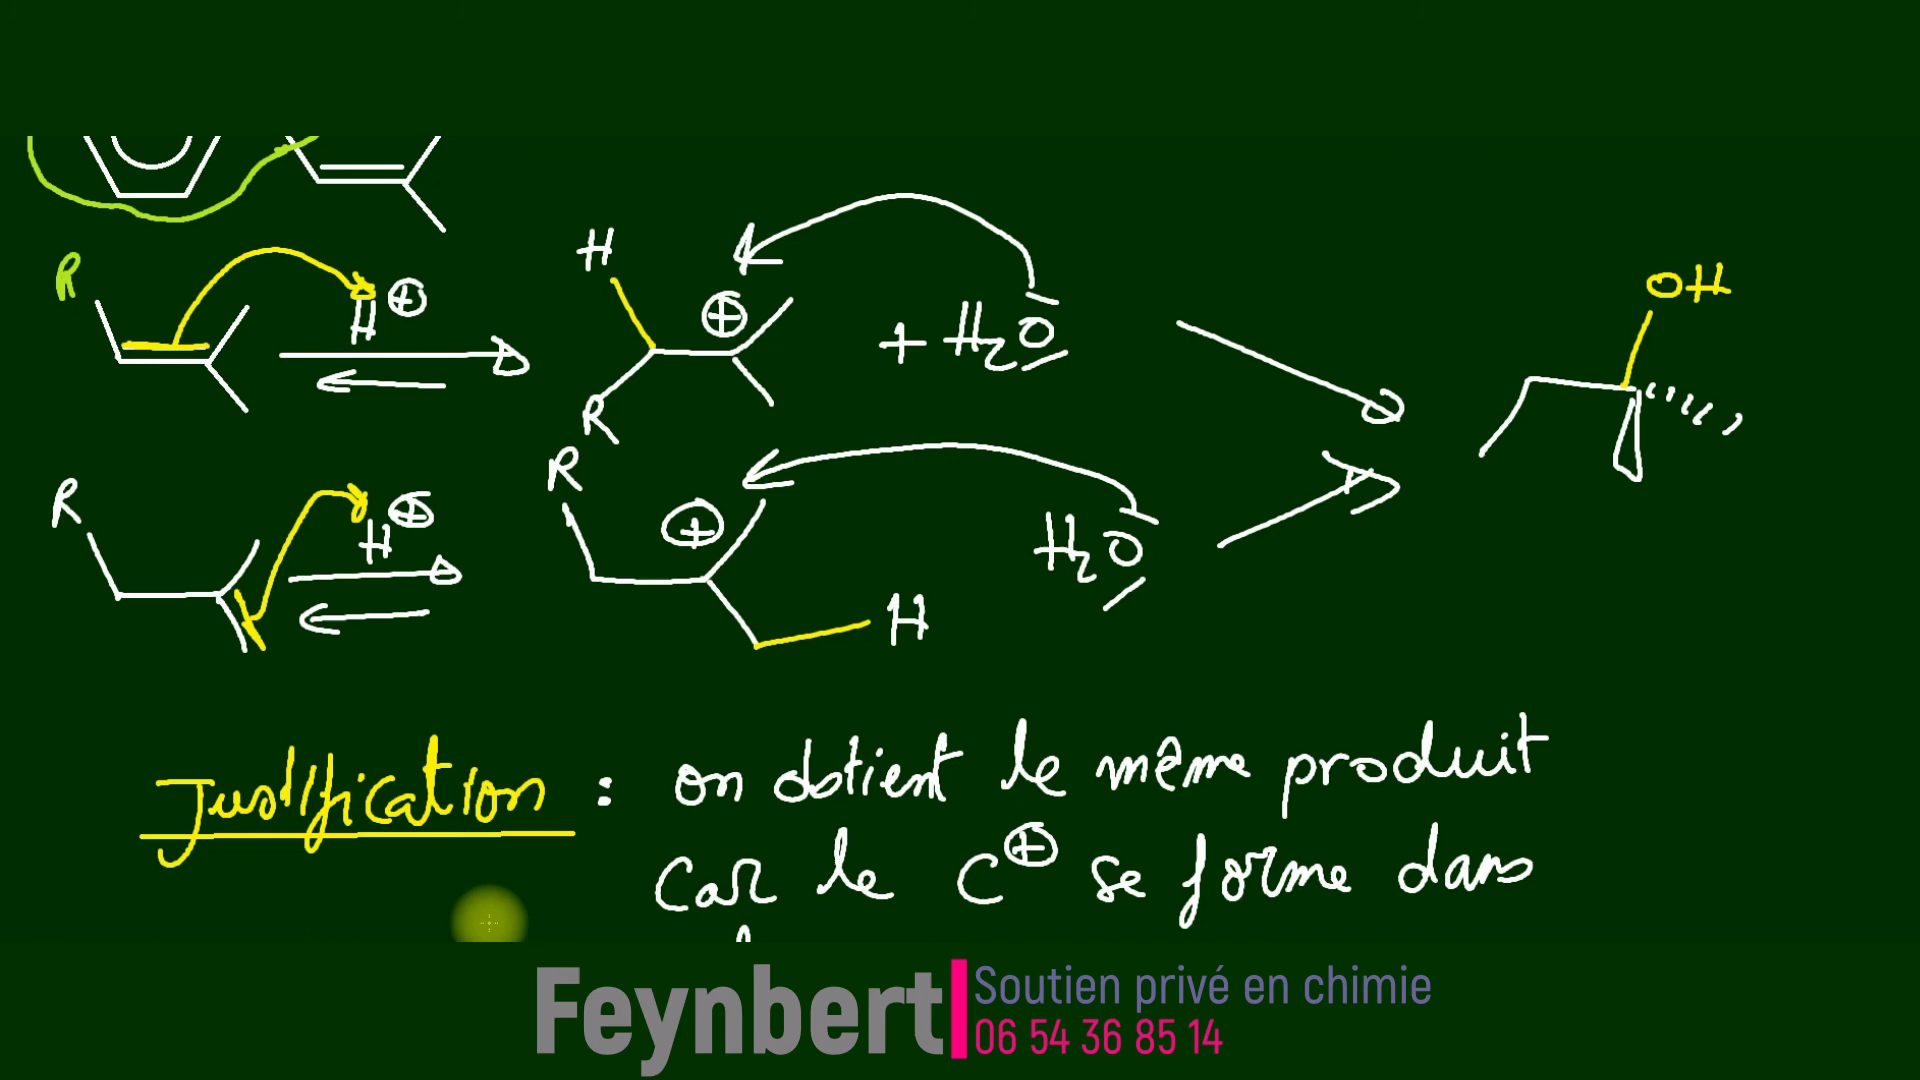 R H⊕ H ⊕ + H₂O OH
R
R H⊕ R ⊕ H₂O
H
Justification : on obtient le même produit
car le C⊕ se forme dans
Feynbert Soutien privé en chimie
06 54 36 85 14